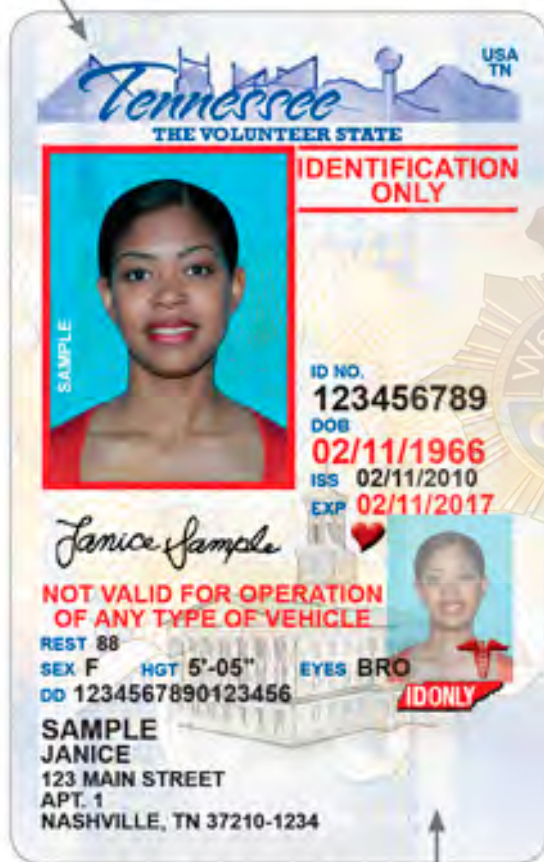 USA
TN
Tennessee
THE VOLUNTEER STATE
IDENTIFICATION
ONLY
SAMPLE
ID NO.
123456789
DOB
02/11/1966
ISS 02/11/2010
EXP 02/11/2017
Janice Sample
NOT VALID FOR OPERATION
OF ANY TYPE OF VEHICLE
REST 88
SEX F HGT 5'-05" EYES BRO
DD 1234567890123456
ID ONLY
SAMPLE
JANICE
123 MAIN STREET
APT. 1
NASHVILLE, TN 37210-1234